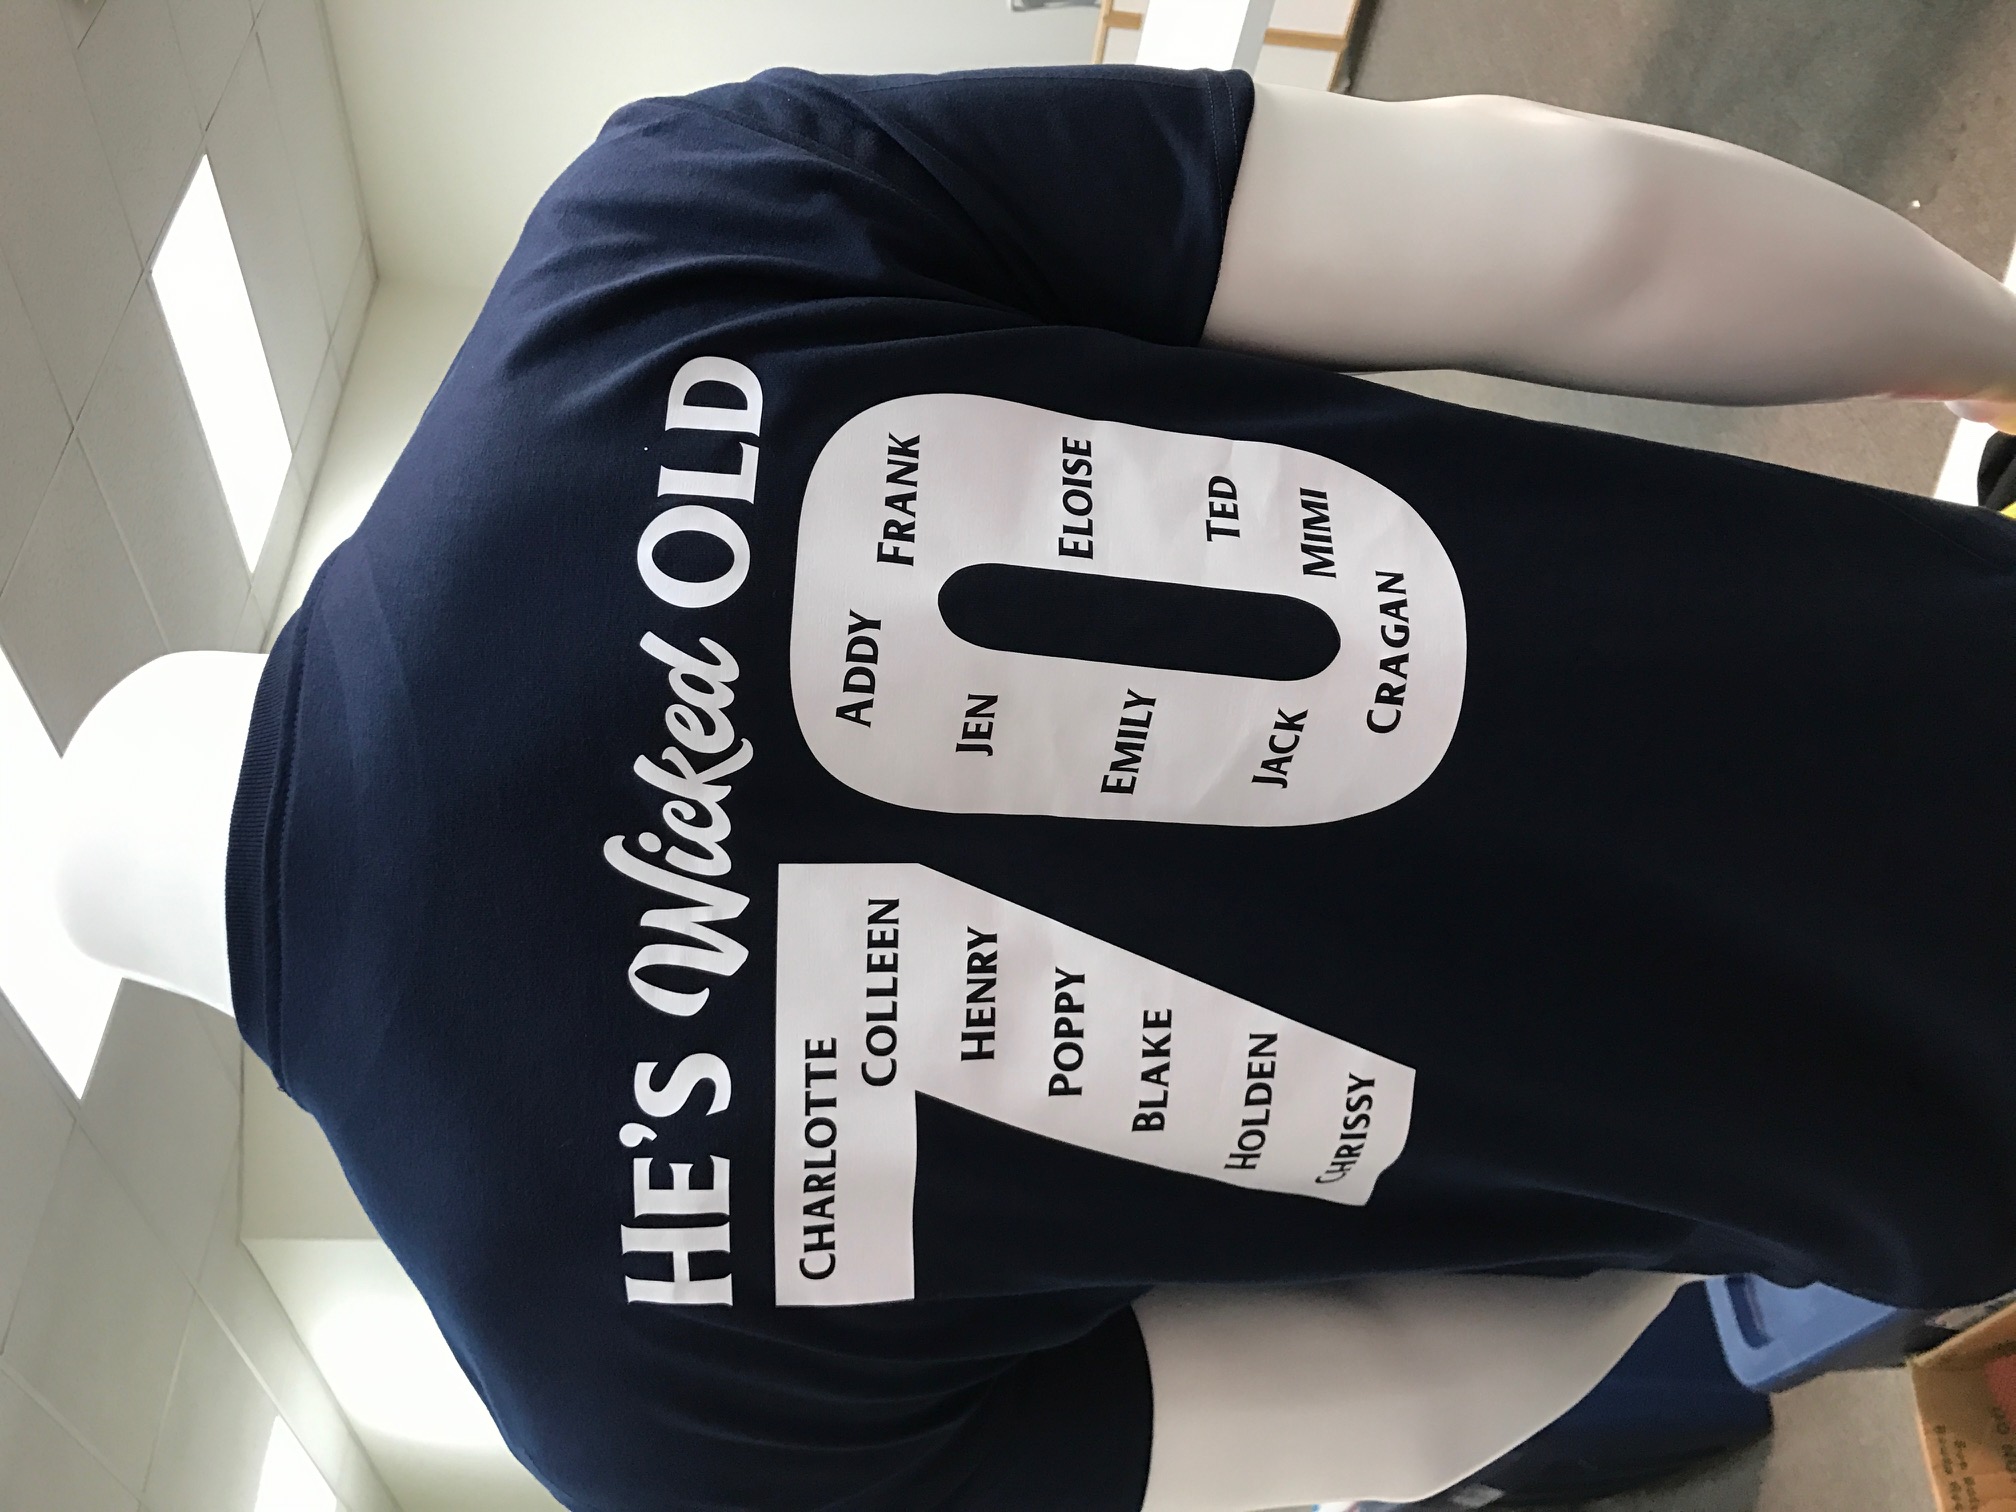 HE'S Wicked OLD
CHARLOTTE
COLLEEN
HENRY
POPPY
BLAKE
HOLDEN
CHRISSY
ADDY
FRANK
JEN
ELOISE
EMILY
TED
JACK
MIMI
CRAGAN